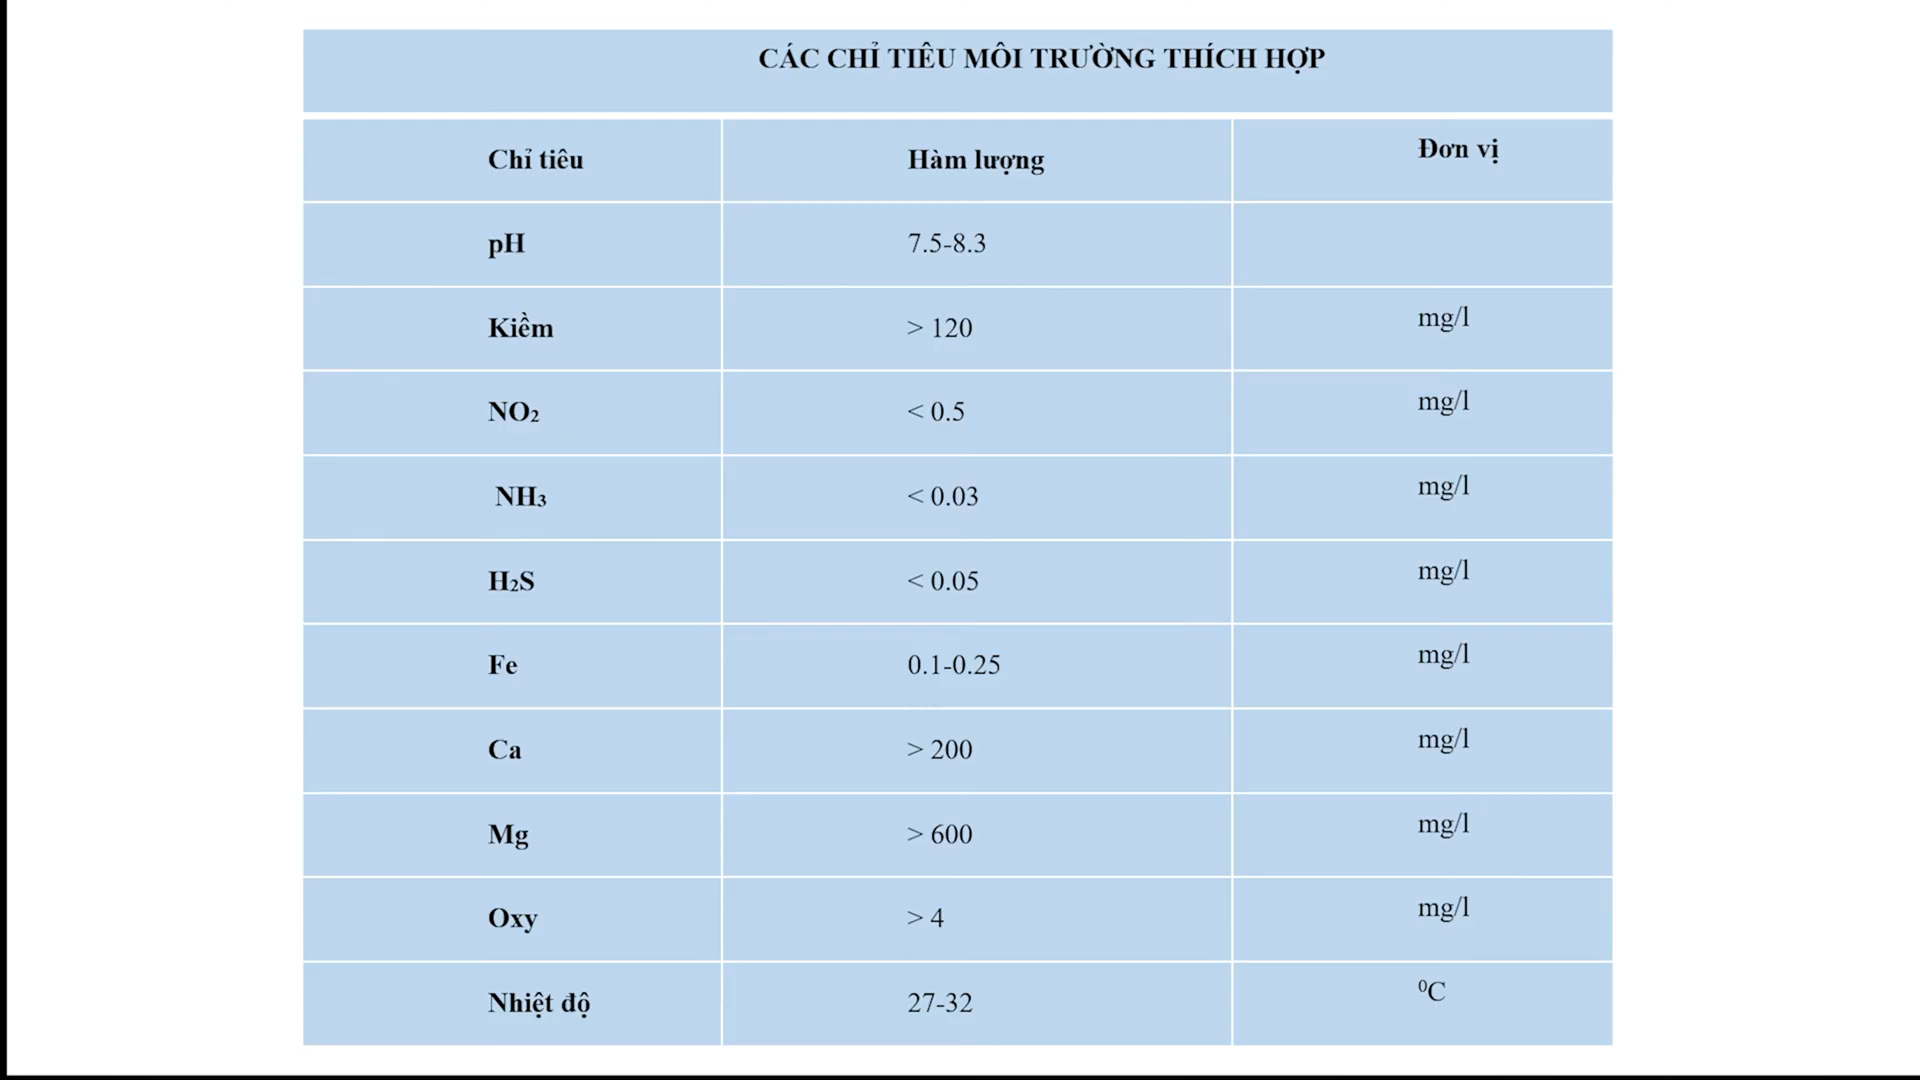 CÁC CHỈ TIÊU MÔI TRƯỜNG THÍCH HỢP
Chỉ tiêu Hàm lượng Đơn vị
pH 7.5-8.3
Kiềm > 120 mg/l
NO₂ < 0.5 mg/l
NH₃ < 0.03 mg/l
H₂S < 0.05 mg/l
Fe 0.1-0.25 mg/l
Ca > 200 mg/l
Mg > 600 mg/l
Oxy > 4 mg/l
Nhiệt độ 27-32 ⁰C